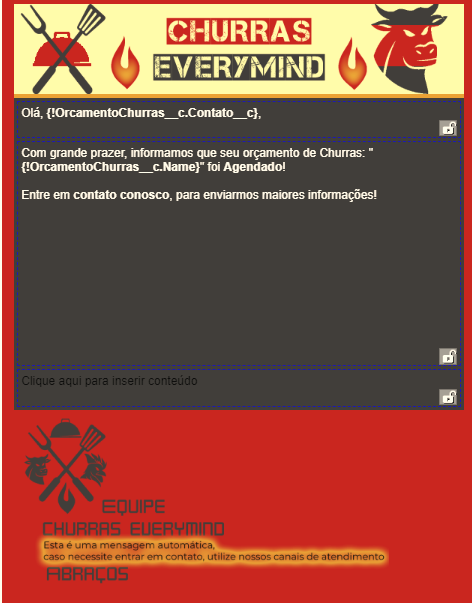 CHURRAS
EVERYMIND
Olá, {!OrcamentoChurras__c.Contato__c},
Com grande prazer, informamos que seu orçamento de Churras: "
{!OrcamentoChurras__c.Name}" foi Agendado!
Entre em contato conosco, para enviarmos maiores informações!
Clique aqui para inserir conteúdo
EQUIPE
CHURRAS EVERYMIND
Esta é uma mensagem automática,
caso necessite entrar em contato, utilize nossos canais de atendimento
ABRAÇOS